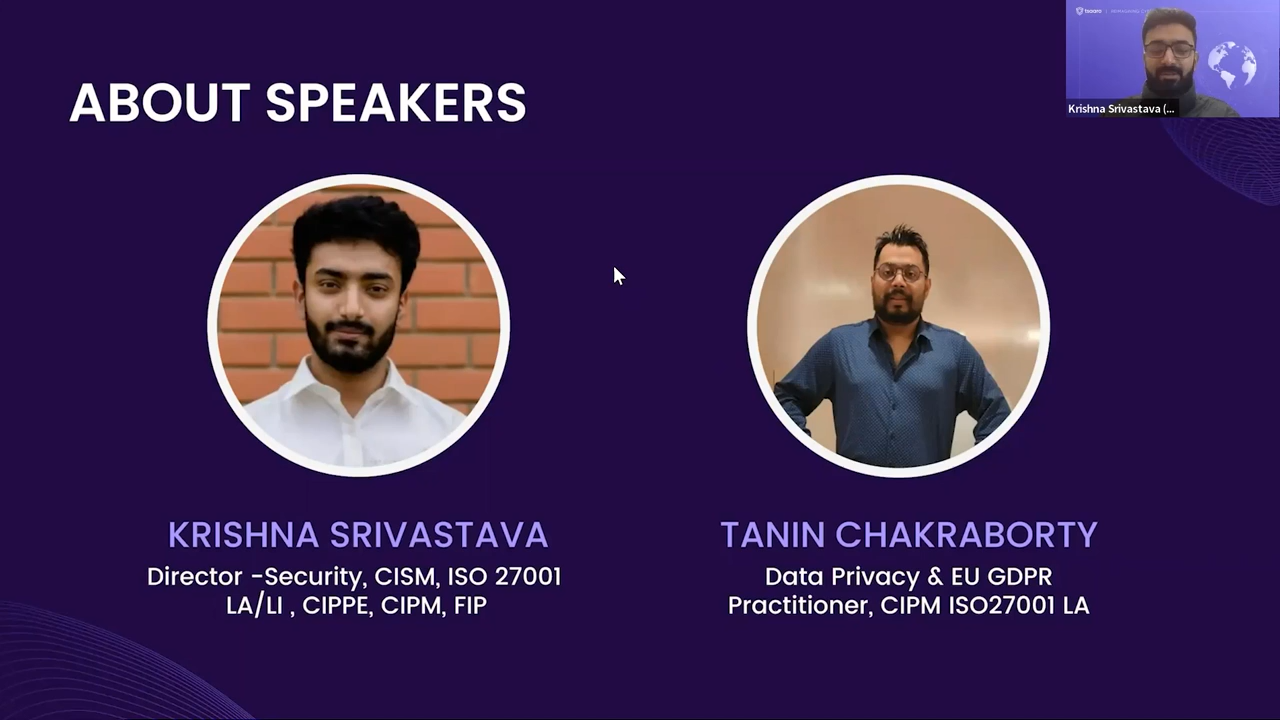 ABOUT SPEAKERS
tsaaro
Krishna Srivastava (...
KRISHNA SRIVASTAVA
Director -Security, CISM, ISO 27001
LA/LI , CIPPE, CIPM, FIP
TANIN CHAKRABORTY
Data Privacy & EU GDPR
Practitioner, CIPM ISO27001 LA